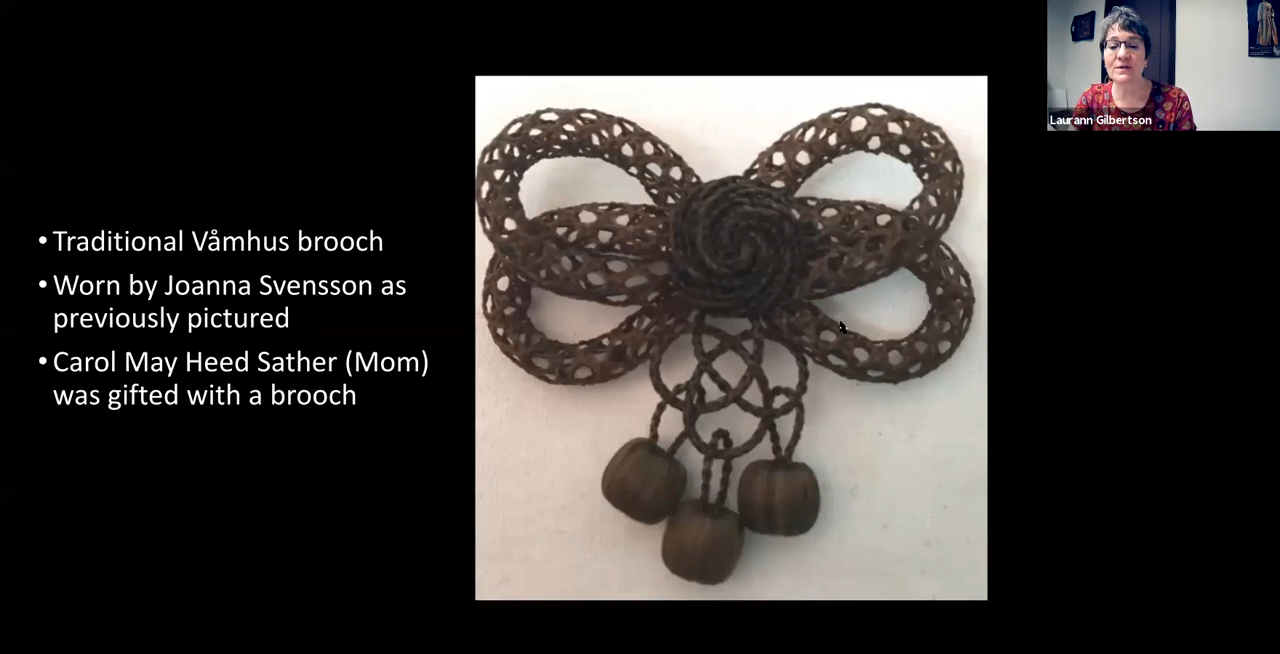 • Traditional Våmhus brooch
• Worn by Joanna Svensson as
previously pictured
• Carol May Heed Sather (Mom)
was gifted with a brooch
Laurann Gilbertson